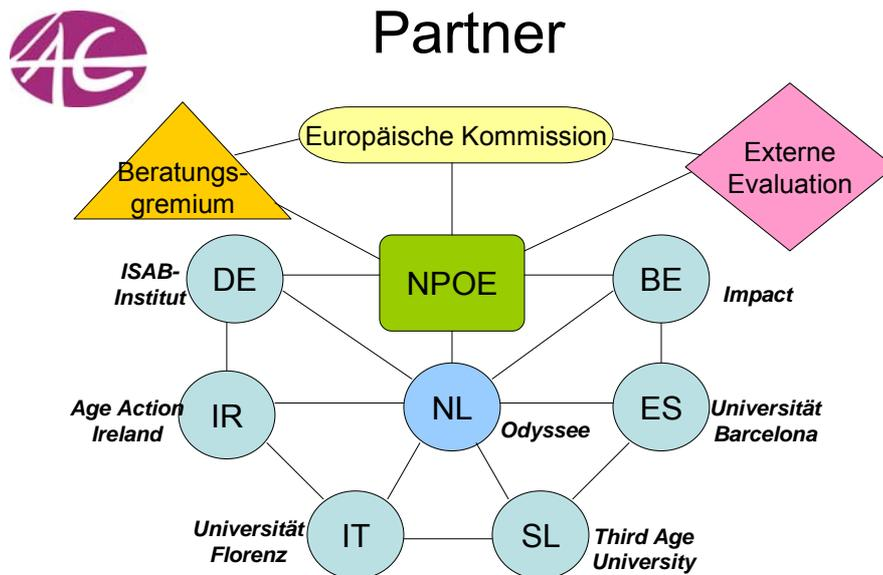 LAC
Partner
Europäische Kommission
Beratungs-
gremium
Externe
Evaluation
ISAB-
Institut
DE
NPOE
BE
Impact
Age Action
Ireland
IR
NL
Odyssee
ES
Universität
Barcelona
Universität
Florenz
IT
SL
Third Age
University